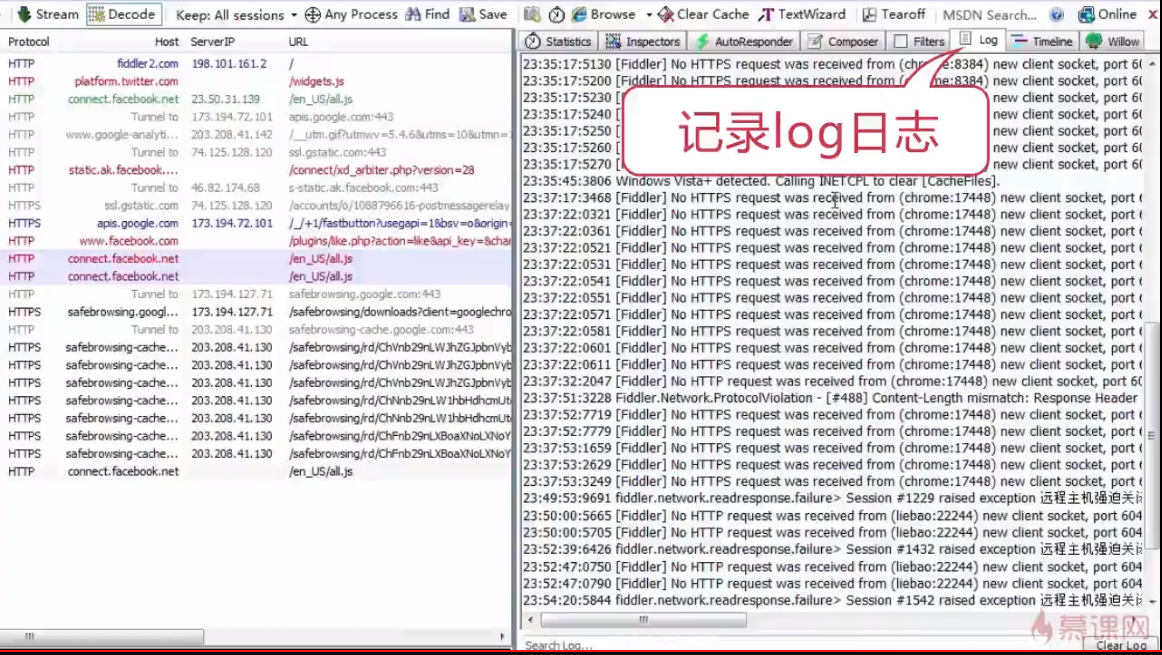 Stream Decode Keep: All sessions Any Process Find Save Browse Clear Cache TextWizard Tearoff MSDN Search... Online
Protocol Host ServerIP URL
HTTP fiddler2.com 198.101.161.2 /
HTTP platform.twitter.com /widgets.js
HTTP connect.facebook.net 23.50.31.139 /en_US/all.js
HTTP Tunnel to 173.194.72.101 apis.google.com:443
HTTP www.google-analyti... 203.208.41.142 /__utm.gif?utmwv=5.4.6&utms=10&utmn=
HTTP Tunnel to 74.125.128.120 ssl.gstatic.com:443
HTTP static.ak.facebook.... /connect/xd_arbiter.php?version=28
HTTP Tunnel to 46.82.174.68 s-static.ak.facebook.com:443
HTTPS ssl.gstatic.com 74.125.128.120 /accounts/o/1088796616-postmessagerelay
HTTPS apis.google.com 173.194.72.101 /_/+1/fastbutton?usegapi=1&bsv=o&origin=
HTTP www.facebook.com /plugins/like.php?action=like&api_key=&char
HTTP connect.facebook.net /en_US/all.js
HTTP connect.facebook.net /en_US/all.js
HTTP Tunnel to 173.194.127.71 safebrowsing.google.com:443
HTTPS safebrowsing.googl... 173.194.127.71 /safebrowsing/downloads?client=googlechro
HTTP Tunnel to 203.208.41.130 safebrowsing-cache.google.com:443
HTTPS safebrowsing-cache... 203.208.41.130 /safebrowsing/rd/ChVnb29nLWJhZGJpbnVyb
HTTPS safebrowsing-cache... 203.208.41.130 /safebrowsing/rd/ChVnb29nLWJhZGJpbnVyb
HTTPS safebrowsing-cache... 203.208.41.130 /safebrowsing/rd/ChVnb29nLWJhZGJpbnVyb
HTTPS safebrowsing-cache... 203.208.41.130 /safebrowsing/rd/ChNnb29nLW1hbHdhcmUt
HTTPS safebrowsing-cache... 203.208.41.130 /safebrowsing/rd/ChNnb29nLW1hbHdhcmUt
HTTPS safebrowsing-cache... 203.208.41.130 /safebrowsing/rd/ChFnb29nLXBoaXNoLXNoY
HTTPS safebrowsing-cache... 203.208.41.130 /safebrowsing/rd/ChFnb29nLXBoaXNoLXNoY
HTTP connect.facebook.net /en_US/all.js
Statistics Inspectors AutoResponder Composer Filters Log Timeline Willow
23:35:17:5130 [Fiddler] No HTTPS request was received from (chrome:8384) new client socket, port 60
23:35:17:5200 [Fiddler] No HTTPS request was received from (chrome:8384) new client socket, port 60
23:35:17:5230 [Fiddler] new client socket, port 60
23:35:17:5240 new client socket, port 60
23:35:17:5250 new client socket, port 60
23:35:17:5260 new client socket, port 60
23:35:17:5270 new client socket, port 60
记录log日志
23:35:45:3806 Windows Vista+ detected. Calling INETCPL to clear [CacheFiles].
23:37:17:3468 [Fiddler] No HTTPS request was received from (chrome:17448) new client socket, port 6
23:37:22:0321 [Fiddler] No HTTPS request was received from (chrome:17448) new client socket, port 6
23:37:22:0361 [Fiddler] No HTTPS request was received from (chrome:17448) new client socket, port 6
23:37:22:0521 [Fiddler] No HTTPS request was received from (chrome:17448) new client socket, port 6
23:37:22:0531 [Fiddler] No HTTPS request was received from (chrome:17448) new client socket, port 6
23:37:22:0541 [Fiddler] No HTTPS request was received from (chrome:17448) new client socket, port 6
23:37:22:0551 [Fiddler] No HTTPS request was received from (chrome:17448) new client socket, port 6
23:37:22:0571 [Fiddler] No HTTPS request was received from (chrome:17448) new client socket, port 6
23:37:22:0581 [Fiddler] No HTTPS request was received from (chrome:17448) new client socket, port 6
23:37:22:0601 [Fiddler] No HTTPS request was received from (chrome:17448) new client socket, port 6
23:37:22:0611 [Fiddler] No HTTPS request was received from (chrome:17448) new client socket, port 6
23:37:32:2047 [Fiddler] No HTTP request was received from (chrome:17448) new client socket, port 60
23:37:51:3228 Fiddler.Network.ProtocolViolation - [#488] Content-Length mismatch: Response Header
23:37:52:7719 [Fiddler] No HTTPS request was received from (chrome:17448) new client socket, port 6
23:37:52:7779 [Fiddler] No HTTPS request was received from (chrome:17448) new client socket, port 6
23:37:53:1659 [Fiddler] No HTTPS request was received from (chrome:17448) new client socket, port 6
23:37:53:2629 [Fiddler] No HTTPS request was received from (chrome:17448) new client socket, port 6
23:37:53:3249 [Fiddler] No HTTPS request was received from (chrome:17448) new client socket, port 6
23:49:53:9691 fiddler.network.readresponse.failure> Session #1229 raised exception 远程主机强迫关闭
23:50:00:5665 [Fiddler] No HTTP request was received from (liebao:22244) new client socket, port 604
23:50:00:5705 [Fiddler] No HTTP request was received from (liebao:22244) new client socket, port 604
23:52:39:6426 fiddler.network.readresponse.failure> Session #1432 raised exception 远程主机强迫关闭
23:52:47:0750 [Fiddler] No HTTP request was received from (liebao:22244) new client socket, port 604
23:52:47:0790 [Fiddler] No HTTP request was received from (liebao:22244) new client socket, port 604
23:54:20:5844 fiddler.network.readresponse.failure> Session #1542 raised exception 远程主机强迫关闭
慕课网
Search Log... Clear Log